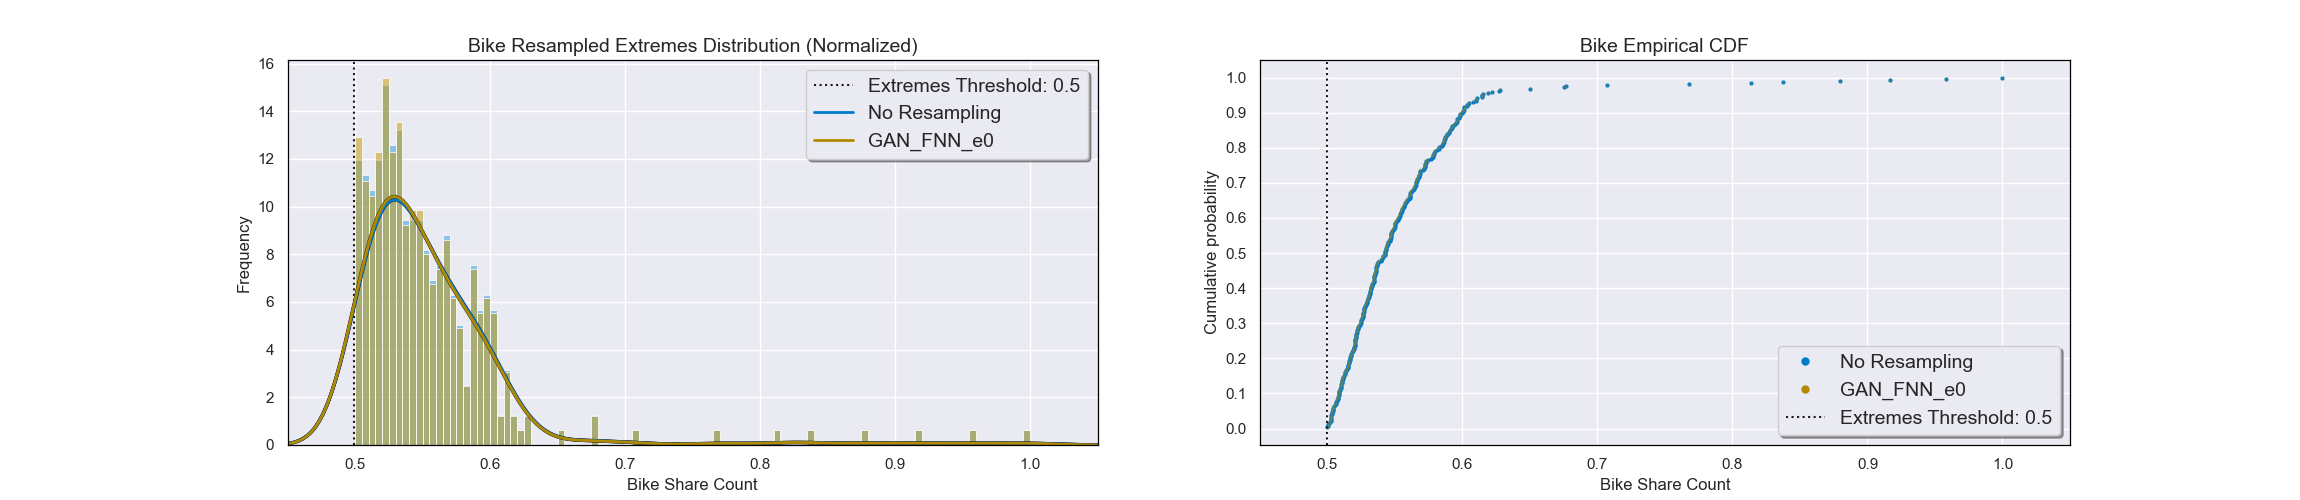 Bike Resampled Extremes Distribution (Normalized)
Frequency
16
14
12
10
8
6
4
2
0
0.5 0.6 0.7 0.8 0.9 1.0
Bike Share Count
Extremes Threshold: 0.5
No Resampling
GAN_FNN_e0
Bike Empirical CDF
Cumulative probability
1.0
0.9
0.8
0.7
0.6
0.5
0.4
0.3
0.2
0.1
0.0
0.5 0.6 0.7 0.8 0.9 1.0
Bike Share Count
No Resampling
GAN_FNN_e0
Extremes Threshold: 0.5